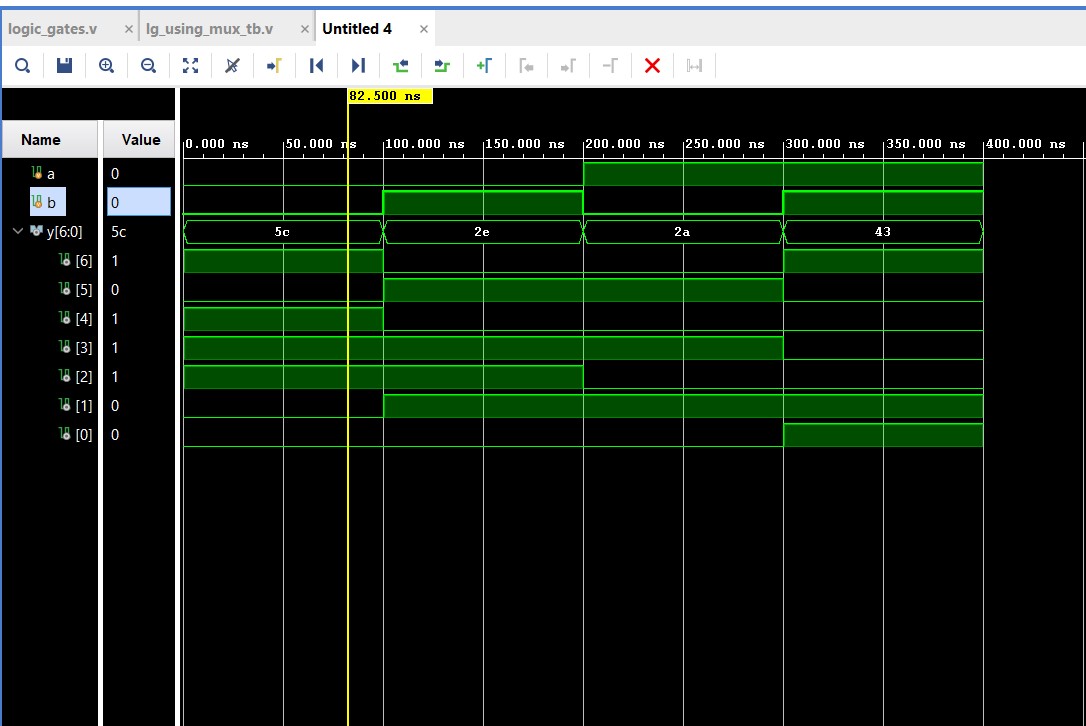 logic_gates.v × lg_using_mux_tb.v × Untitled 4 ×
82.500 ns
Name Value 0.000 ns 50.000 ns 100.000 ns 150.000 ns 200.000 ns 250.000 ns 300.000 ns 350.000 ns 400.000 ns
a 0
b 0
y[6:0] 5c 5c 2e 2a 43
[6] 1
[5] 0
[4] 1
[3] 1
[2] 1
[1] 0
[0] 0